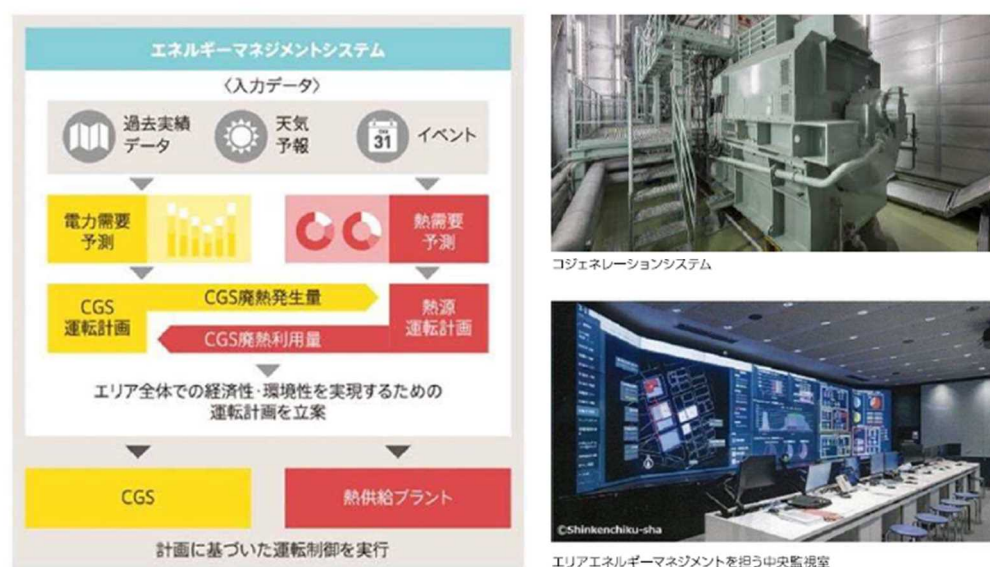 エネルギーマネジメントシステム
〈入力データ〉
過去実績
データ
天気
予報
31
イベント
電力需要
予測
熱需要
予測
CGS
運転計画
CGS廃熱発生量
CGS廃熱利用量
熱源
運転計画
エリア全体での経済性・環境性を実現するための
運転計画を立案
CGS
熱供給プラント
計画に基づいた運転制御を実行
コジェネレーションシステム
©Shinkenchiku-sha
エリアエネルギーマネジメントを担う中央監視室